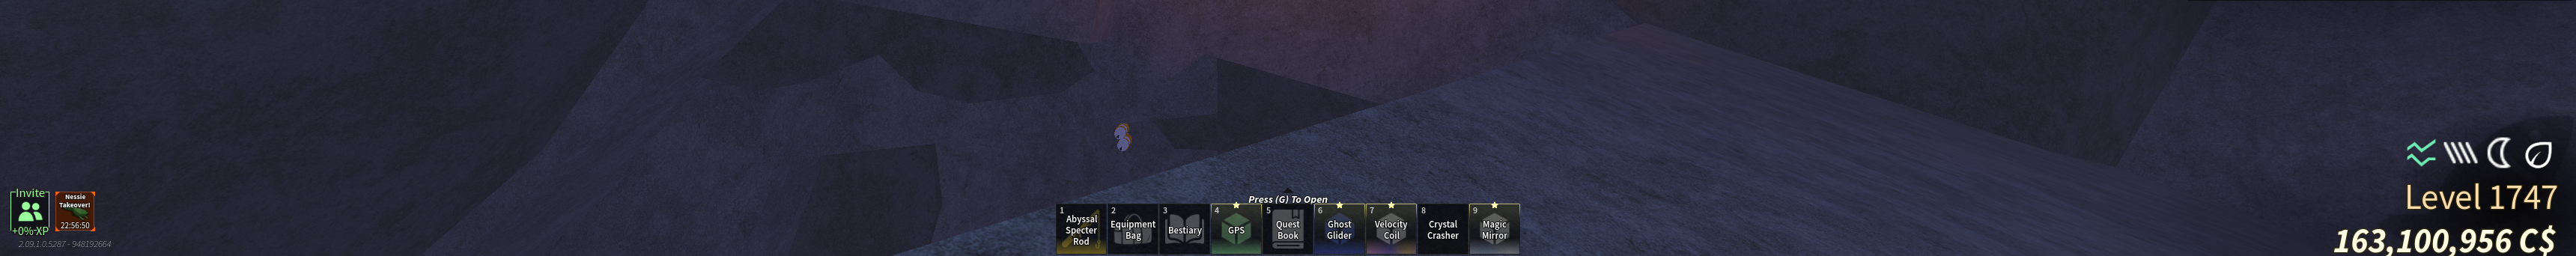 Invite
+0% XP
Nessie
Takeover!
22:56:50
2.09.1.0.5287 - 948192664
Press (G) To Open
1
Abyssal
Specter
Rod
2
Equipment
Bag
3
Bestiary
4
GPS
5
Quest
Book
6
Ghost
Glider
7
Velocity
Coil
8
Crystal
Crasher
9
Magic
Mirror
Level 1747
163,100,956 C$